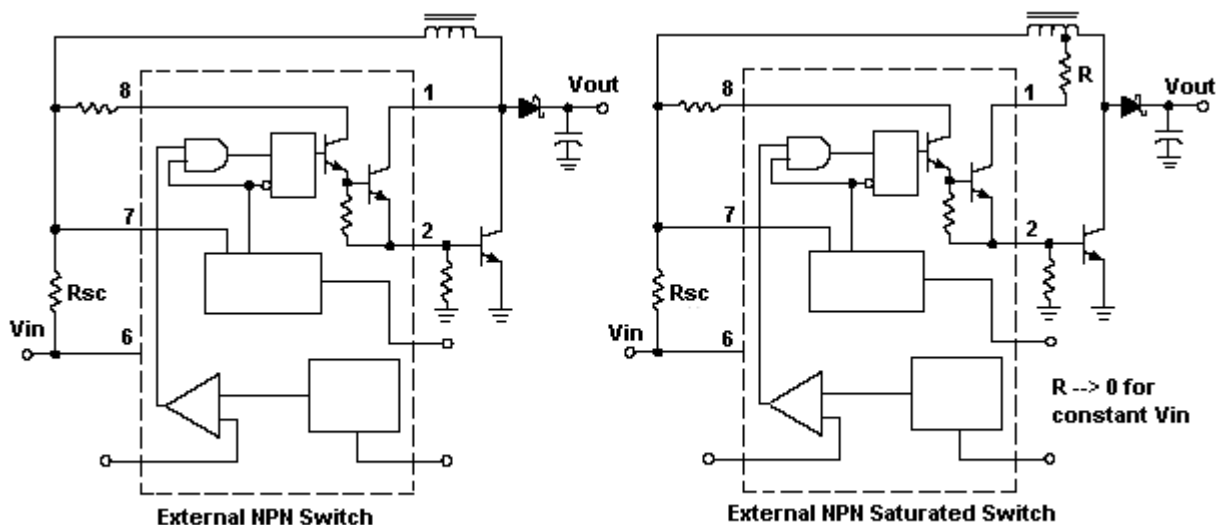 8
1
Vout
7
2
Rsc
Vin
6
External NPN Switch
R
8
1
Vout
7
2
Rsc
Vin
6
R --> 0 for
constant Vin
External NPN Saturated Switch